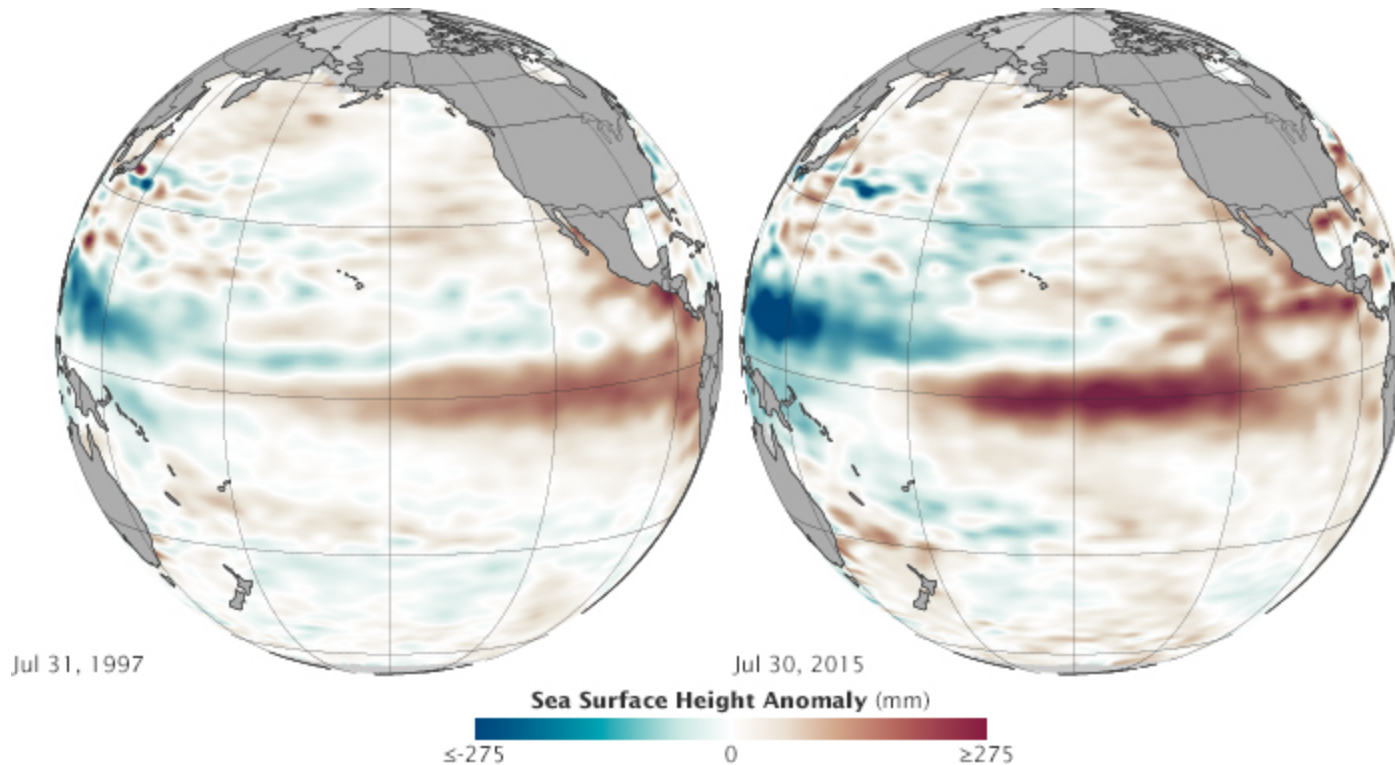 Jul 31, 1997
Jul 30, 2015
Sea Surface Height Anomaly (mm)
≤-275 0 ≥275